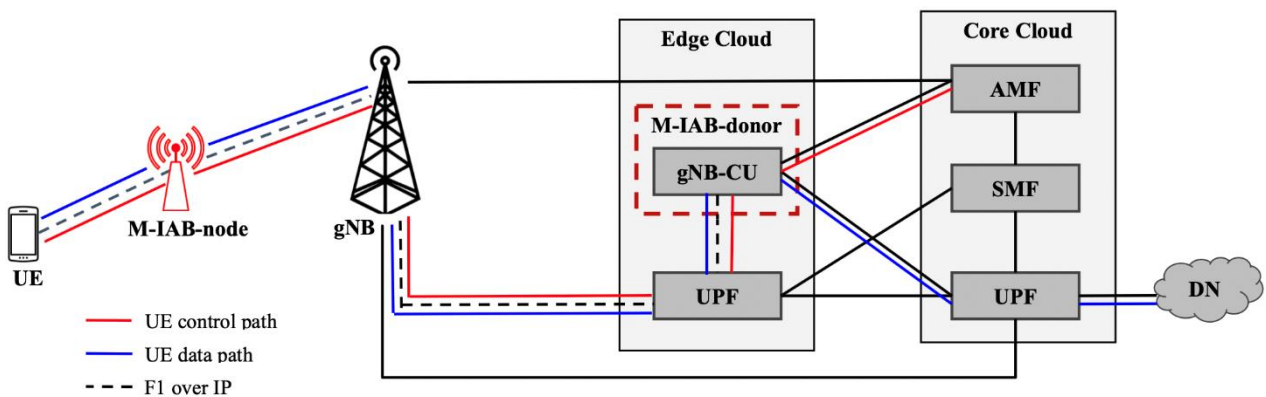 Edge Cloud
Core Cloud
AMF
M-IAB-donor
gNB-CU
SMF
M-IAB-node
gNB
UE
UPF
UPF
DN
UE control path
UE data path
F1 over IP